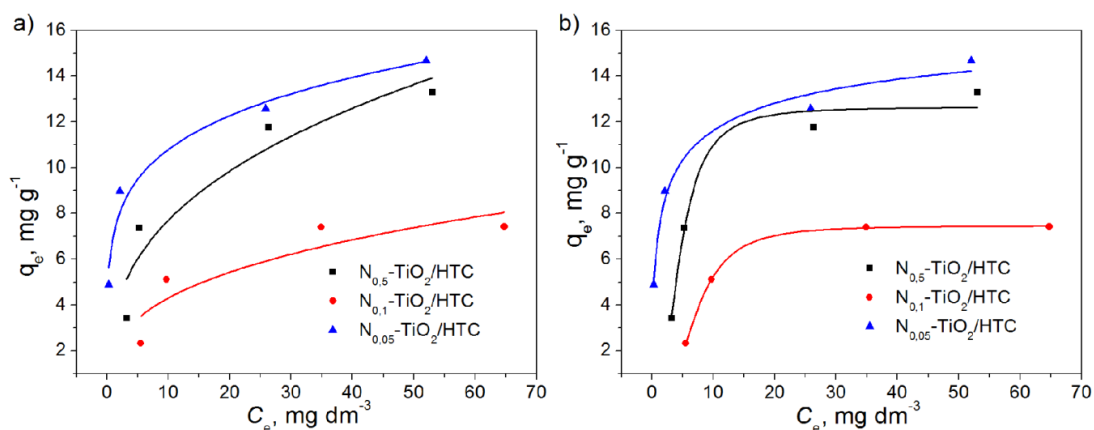 a)
16
14
12
10
8
6
4
2
qₑ, mg g⁻¹
N₀,₅-TiO₂/HTC
N₀,₁-TiO₂/HTC
N₀,₀₅-TiO₂/HTC
0 10 20 30 40 50 60 70
Cₑ, mg dm⁻³
b)
16
14
12
10
8
6
4
2
qₑ, mg g⁻¹
N₀,₅-TiO₂/HTC
N₀,₁-TiO₂/HTC
N₀,₀₅-TiO₂/HTC
0 10 20 30 40 50 60 70
Cₑ, mg dm⁻³